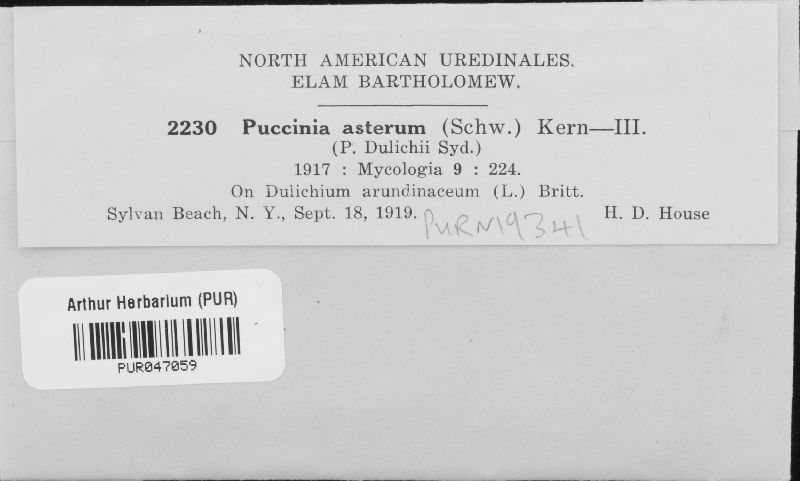 NORTH AMERICAN UREDINALES.
ELAM BARTHOLOMEW.
2230 Puccinia asterum (Schw.) Kern—III.
(P. Dulichii Syd.)
1917 : Mycologia 9 : 224.
On Dulichium arundinaceum (L.) Britt.
Sylvan Beach, N. Y., Sept. 18, 1919. PURN19341 H. D. House
Arthur Herbarium (PUR)
PUR047059